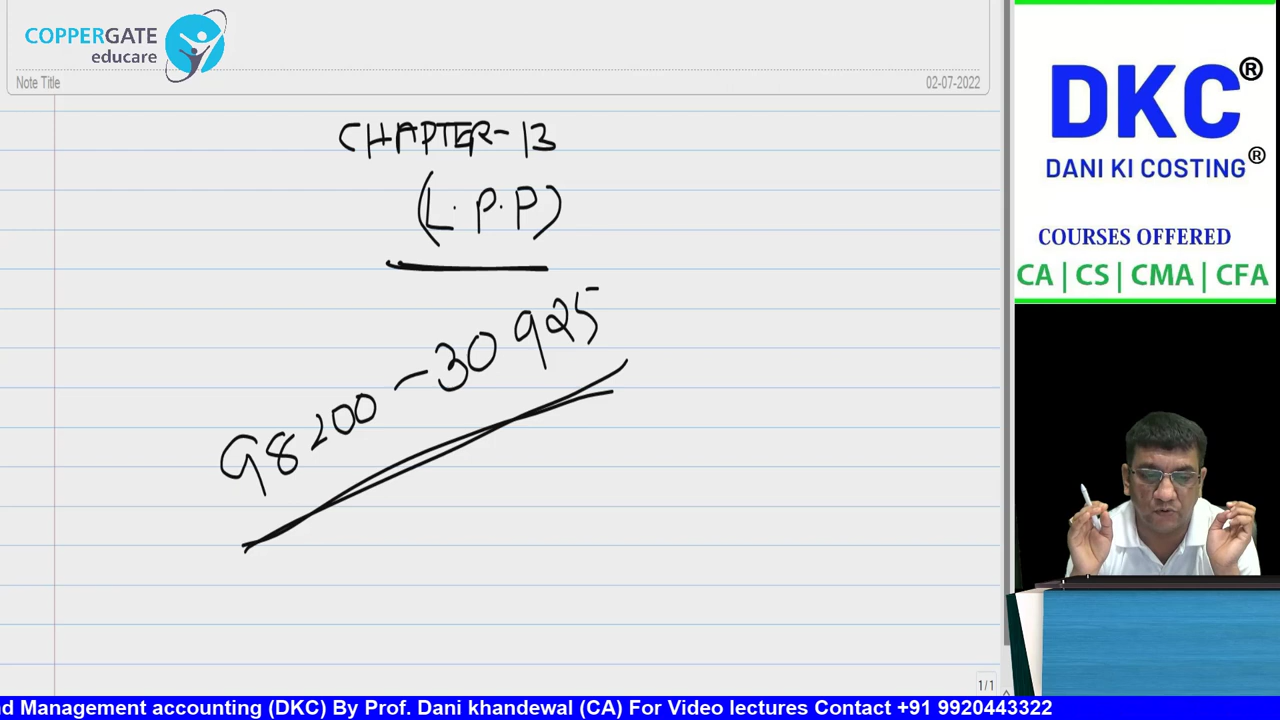 COPPERGATE
educare
Note Title
02-07-2022
CHAPTER-13
(L.P.P)
98200-30925
1/1
DKC®
DANI KI COSTING®
COURSES OFFERED
CA | CS | CMA | CFA
nd Management accounting (DKC) By Prof. Dani khandewal (CA) For Video lectures Contact +91 9920443322